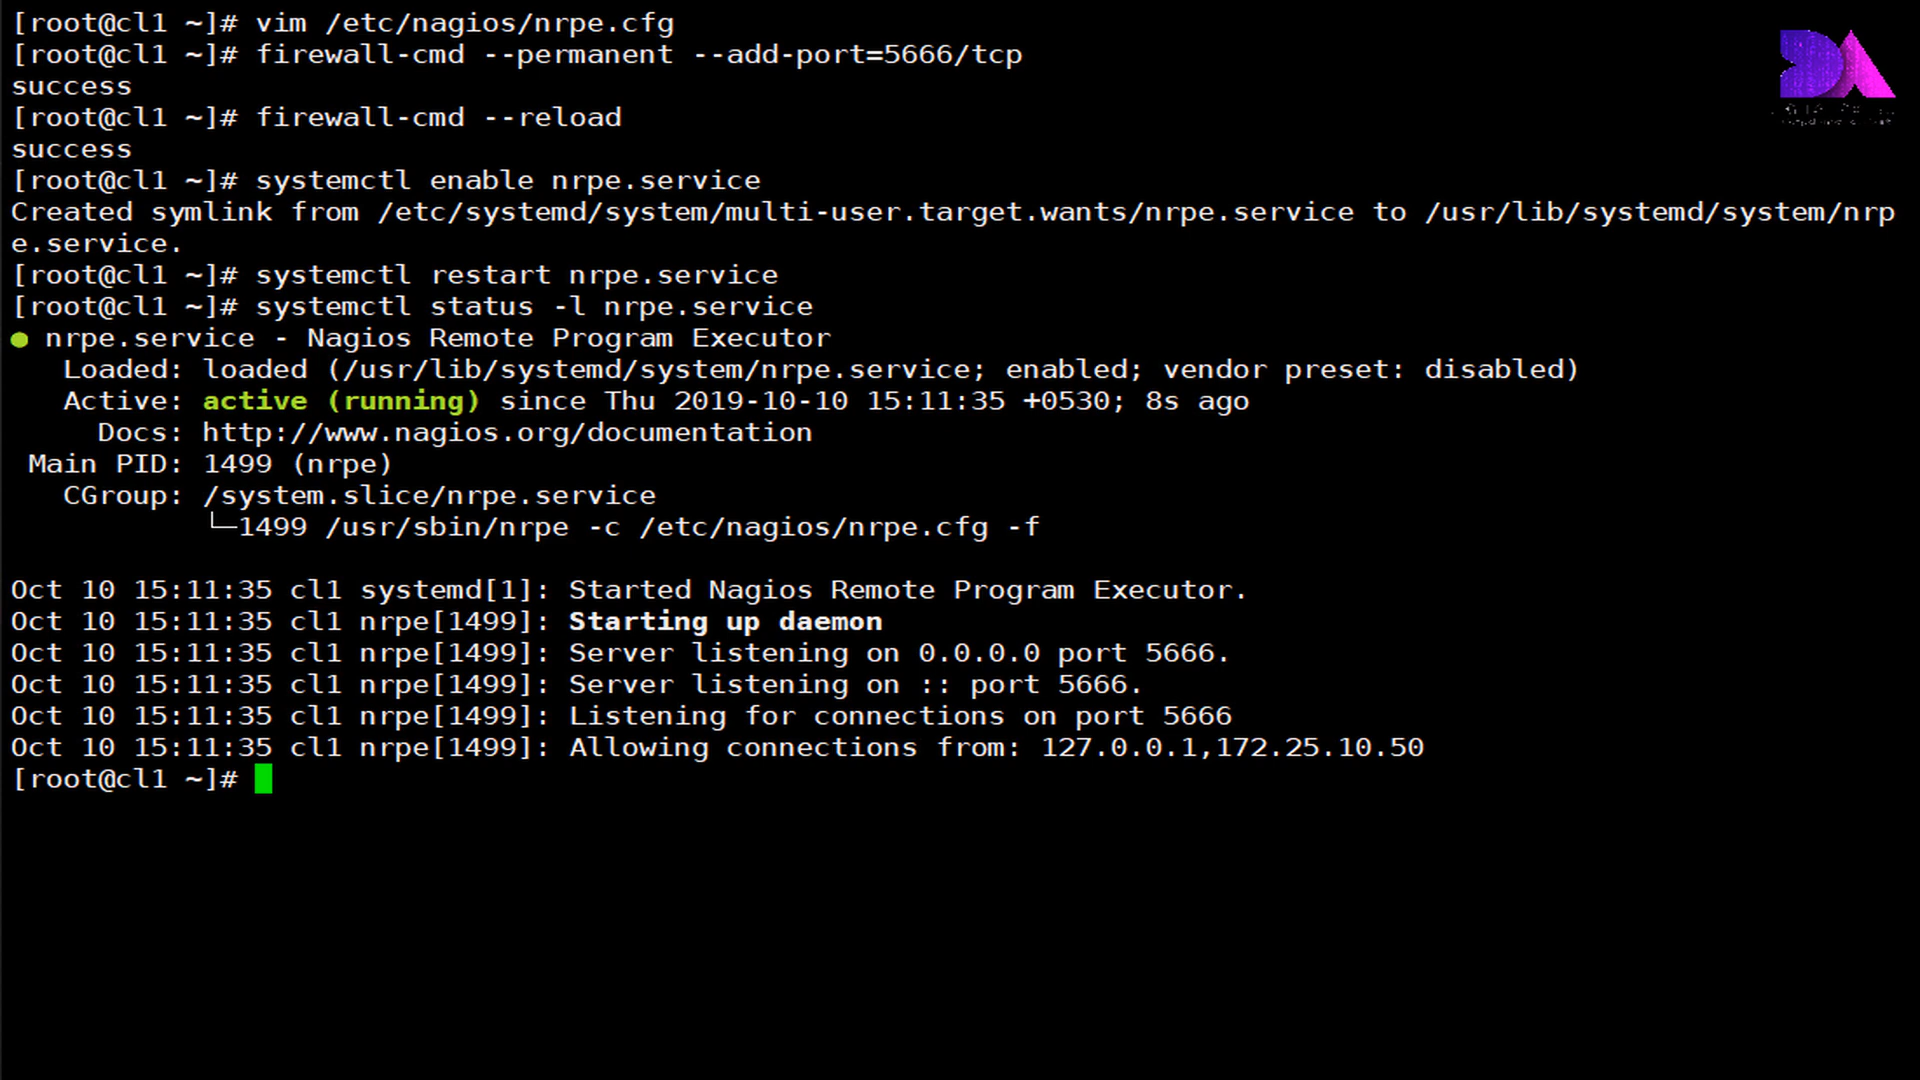 [root@cl1 ~]# vim /etc/nagios/nrpe.cfg
[root@cl1 ~]# firewall-cmd --permanent --add-port=5666/tcp
success
[root@cl1 ~]# firewall-cmd --reload
success
[root@cl1 ~]# systemctl enable nrpe.service
Created symlink from /etc/systemd/system/multi-user.target.wants/nrpe.service to /usr/lib/systemd/system/nrp
e.service.
[root@cl1 ~]# systemctl restart nrpe.service
[root@cl1 ~]# systemctl status -l nrpe.service
● nrpe.service - Nagios Remote Program Executor
   Loaded: loaded (/usr/lib/systemd/system/nrpe.service; enabled; vendor preset: disabled)
   Active: active (running) since Thu 2019-10-10 15:11:35 +0530; 8s ago
     Docs: http://www.nagios.org/documentation
 Main PID: 1499 (nrpe)
   CGroup: /system.slice/nrpe.service
           └─1499 /usr/sbin/nrpe -c /etc/nagios/nrpe.cfg -f
Oct 10 15:11:35 cl1 systemd[1]: Started Nagios Remote Program Executor.
Oct 10 15:11:35 cl1 nrpe[1499]: Starting up daemon
Oct 10 15:11:35 cl1 nrpe[1499]: Server listening on 0.0.0.0 port 5666.
Oct 10 15:11:35 cl1 nrpe[1499]: Server listening on :: port 5666.
Oct 10 15:11:35 cl1 nrpe[1499]: Listening for connections on port 5666
Oct 10 15:11:35 cl1 nrpe[1499]: Allowing connections from: 127.0.0.1,172.25.10.50
[root@cl1 ~]#